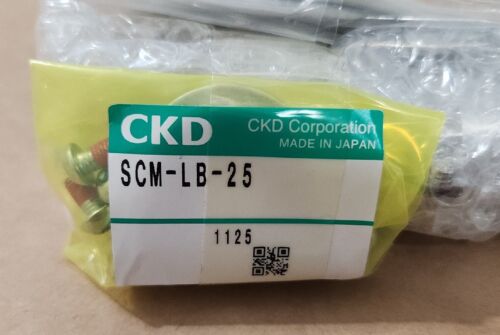 CKD
CKD Corporation
MADE IN JAPAN
SCM-LB-25
1125